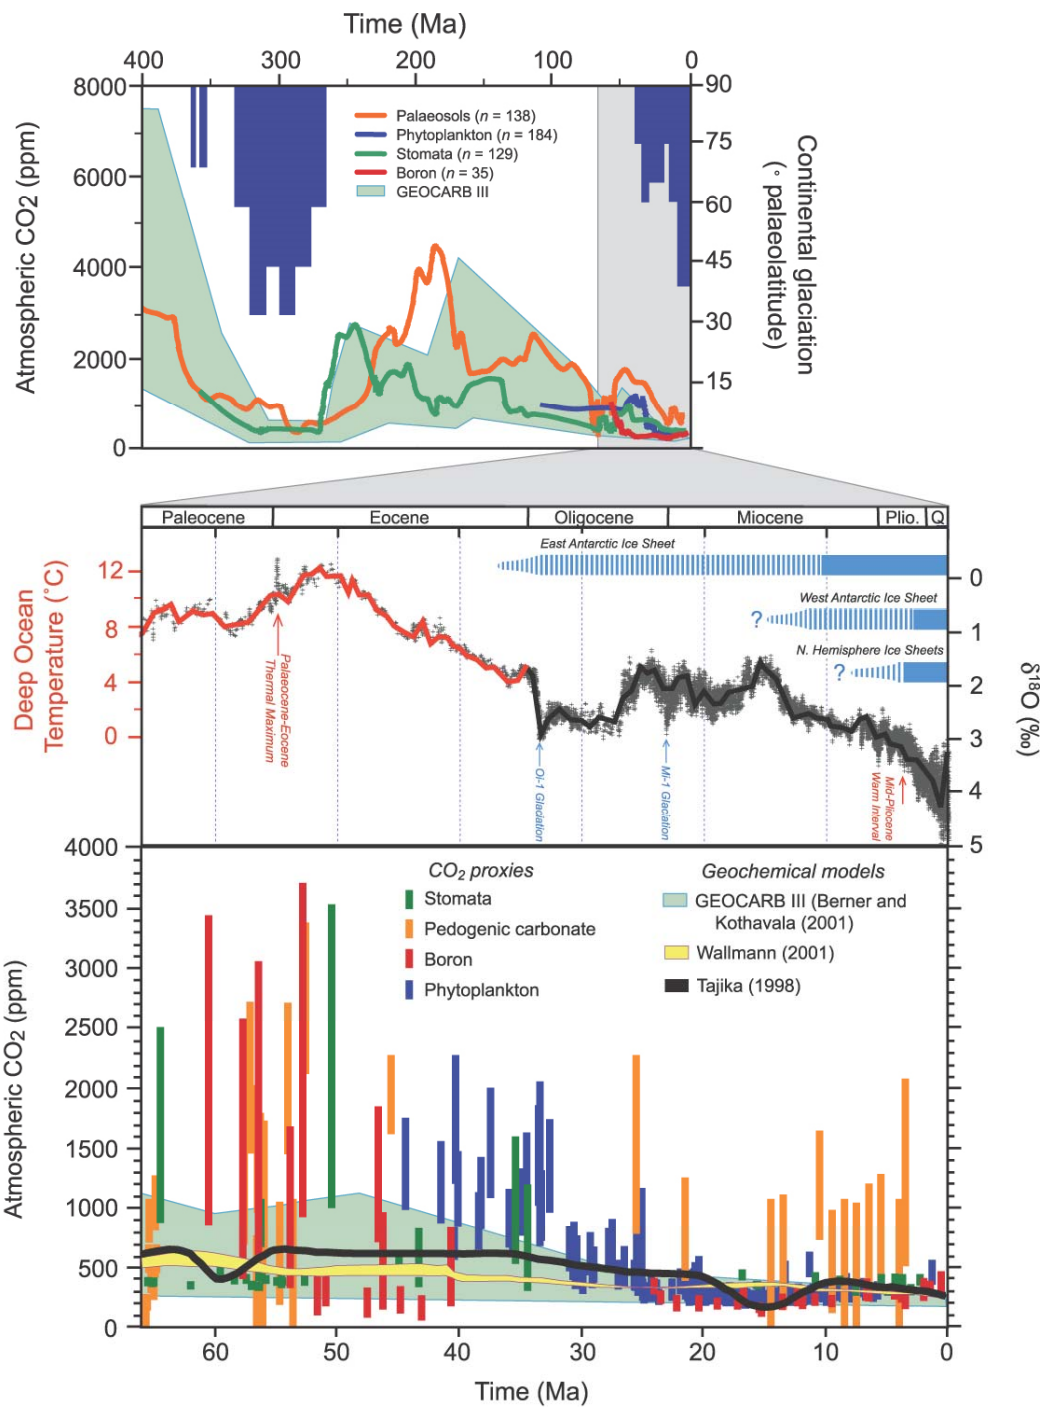 Time (Ma)
400 300 200 100 0
8000
6000
4000
2000
0
Atmospheric CO2 (ppm)
Palaeosols (n = 138)
Phytoplankton (n = 184)
Stomata (n = 129)
Boron (n = 35)
GEOCARB III
90
75
60
45
30
15
Continental glaciation
(° palaeolatitude)
Paleocene Eocene Oligocene Miocene Plio. Q
East Antarctic Ice Sheet
West Antarctic Ice Sheet
?
N. Hemisphere Ice Sheets
?
Deep Ocean
Temperature (°C)
12
8
4
0
0
1
2
3
4
5
δ18O (‰)
Palaeocene-Eocene
Thermal Maximum
Oi-1 Glaciation
Mi-1 Glaciation
Mid-Pliocene
Warm Interval
4000
3500
3000
2500
2000
1500
1000
500
0
Atmospheric CO2 (ppm)
CO2 proxies
Stomata
Pedogenic carbonate
Boron
Phytoplankton
Geochemical models
GEOCARB III (Berner and
Kothavala (2001)
Wallmann (2001)
Tajika (1998)
60 50 40 30 20 10 0
Time (Ma)